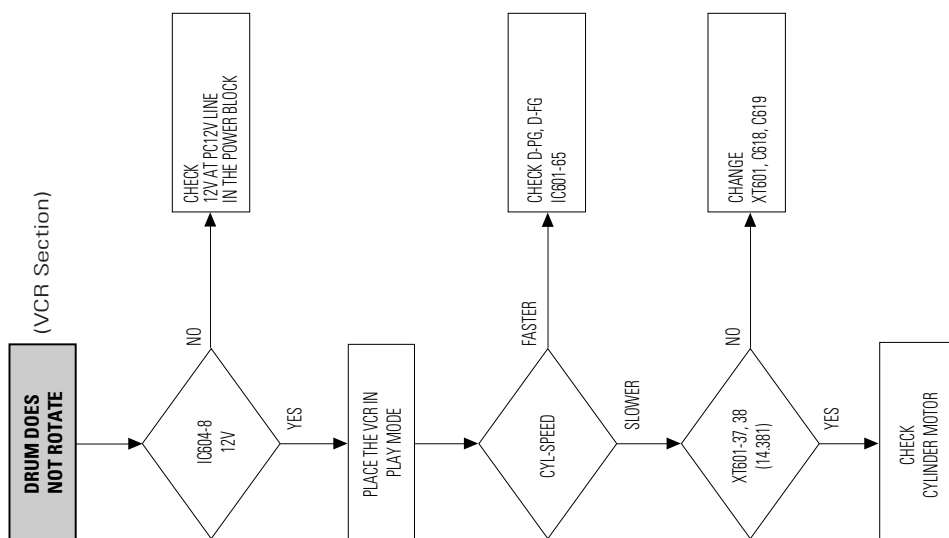 (VCR Section)
DRUM DOES
NOT ROTATE
IC604-8
12V
NO
CHECK
12V AT PC12V LINE
IN THE POWER BLOCK
YES
PLACE THE VCR IN
PLAY MODE
CYL-SPEED
FASTER
CHECK D-PG, D-FG
IC601-65
SLOWER
XT601-37, 38
(14.381)
NO
CHANGE
XT601, C618, C619
YES
CHECK
CYLINDER MOTOR